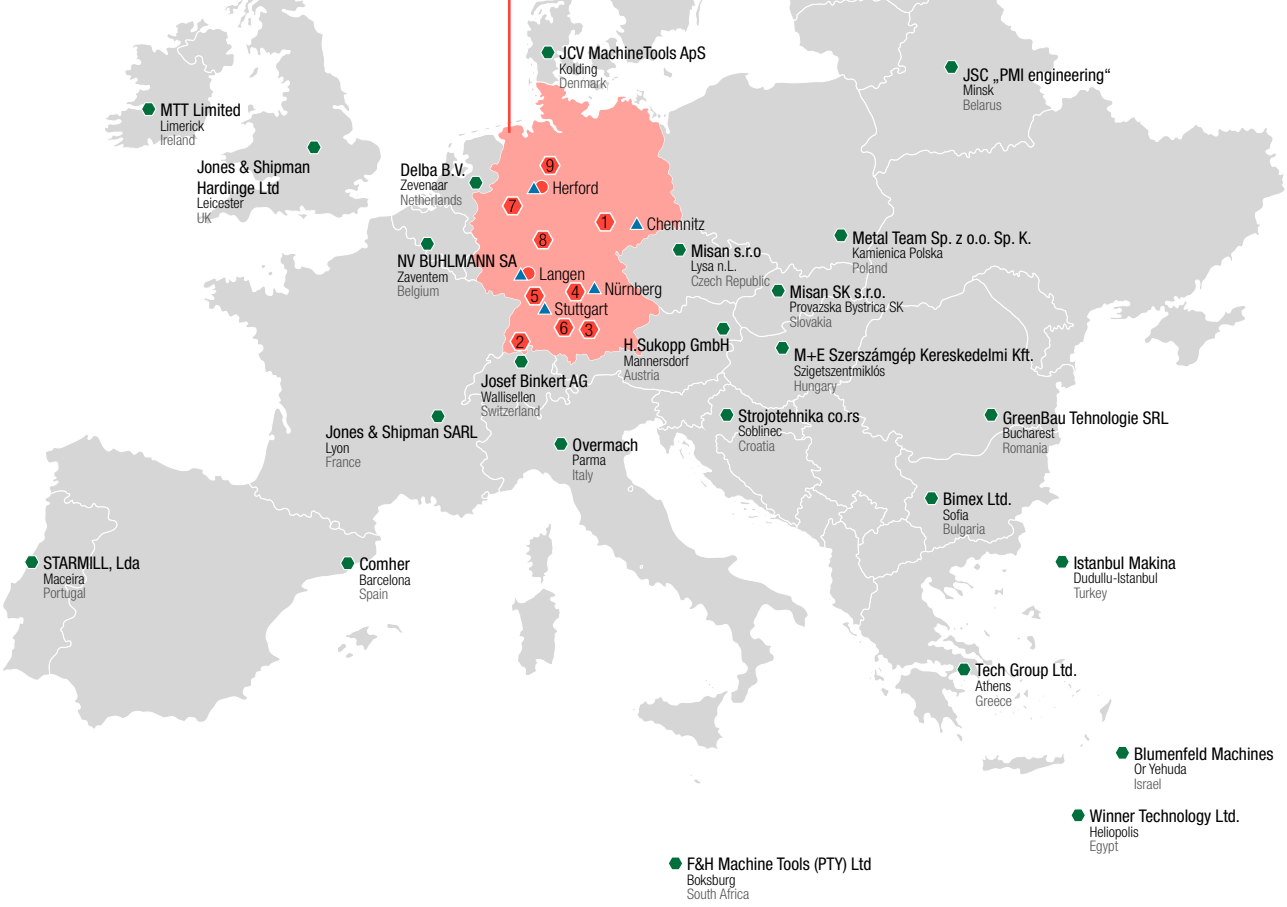 JCV MachineTools ApS
Kolding
Denmark
JSC „PMI engineering“
Minsk
Belarus
MTT Limited
Limerick
Ireland
Jones & Shipman
Hardinge Ltd
Leicester
UK
Delba B.V.
Zevenaar
Netherlands
9
Herford
7
1
Chemnitz
8
NV BUHLMANN SA
Zaventem
Belgium
Langen
5
4
Nürnberg
Stuttgart
6
3
2
Misan s.r.o
Lysa n.L.
Czech Republic
Metal Team Sp. z o.o. Sp. K.
Kamienica Polska
Poland
Misan SK s.r.o.
Provazska Bystrica SK
Slovakia
H.Sukopp GmbH
Mannersdorf
Austria
M+E Szerszámgép Kereskedelmi Kft.
Szigetszentmiklós
Hungary
Josef Binkert AG
Wallisellen
Switzerland
Jones & Shipman SARL
Lyon
France
Overmach
Parma
Italy
Strojotehnika co.rs
Soblinec
Croatia
GreenBau Tehnologie SRL
Bucharest
Romania
Bimex Ltd.
Sofia
Bulgaria
STARMILL, Lda
Maceira
Portugal
Comher
Barcelona
Spain
Istanbul Makina
Dudullu-Istanbul
Turkey
Tech Group Ltd.
Athens
Greece
Blumenfeld Machines
Or Yehuda
Israel
Winner Technology Ltd.
Heliopolis
Egypt
F&H Machine Tools (PTY) Ltd
Boksburg
South Africa